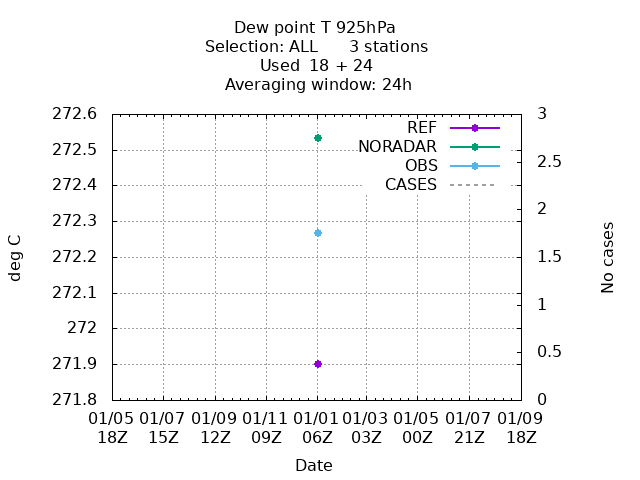 Dew point T 925hPa
Selection: ALL 3 stations
Used 18 + 24
Averaging window: 24h
272.6
272.5
272.4
272.3
272.2
272.1
272
271.9
271.8
deg C
3
2.5
2
1.5
1
0.5
0
No cases
REF
NORADAR
OBS
CASES
01/05 01/07 01/09 01/11 01/01 01/03 01/05 01/07 01/09
18Z 15Z 12Z 09Z 06Z 03Z 00Z 21Z 18Z
Date